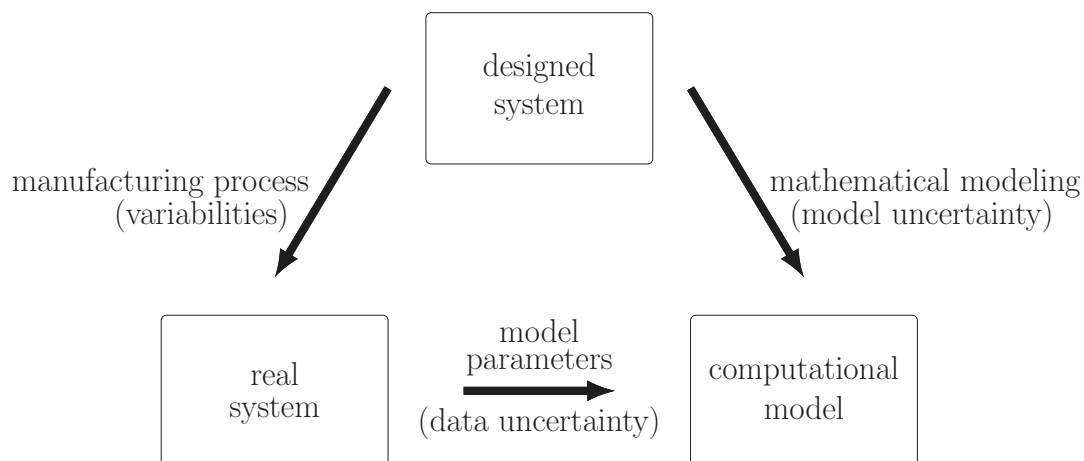 designed
system
manufacturing process
(variabilities)
mathematical modeling
(model uncertainty)
real
system
model
parameters
(data uncertainty)
computational
model